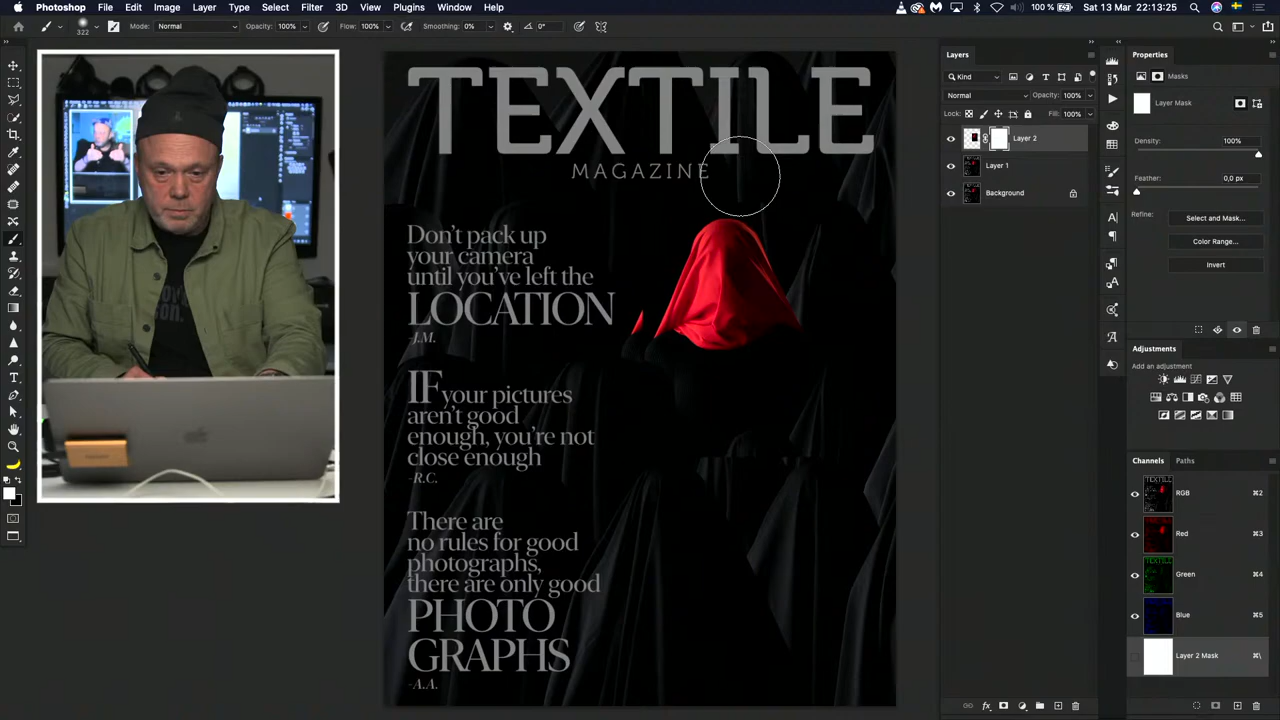 Photoshop File Edit Image Layer Type Select Filter 3D View Plugins Window Help 100 % Sat 13 Mar 22:13:25
322 Mode: Normal Opacity: 100% Flow: 100% Smoothing: 0% 0°
TEXTILE
MAGAZINE
Don't pack up
your camera
until you've left the
LOCATION
-J.M.
IF your pictures
aren't good
enough, you're not
close enough
-R.C.
There are
no rules for good
photographs,
there are only good
PHOTO
GRAPHS
-A.A.
Layers
Kind
Normal Opacity: 100%
Lock: Fill: 100%
Layer 2
Layer 1
Background
Properties
Masks
Layer Mask
Density: 100%
Feather: 0,0 px
Refine: Select and Mask...
Color Range...
Invert
Adjustments
Add an adjustment
Channels Paths
RGB ⌘2
Red ⌘3
Green ⌘4
Blue ⌘5
Layer 2 Mask ⌘\